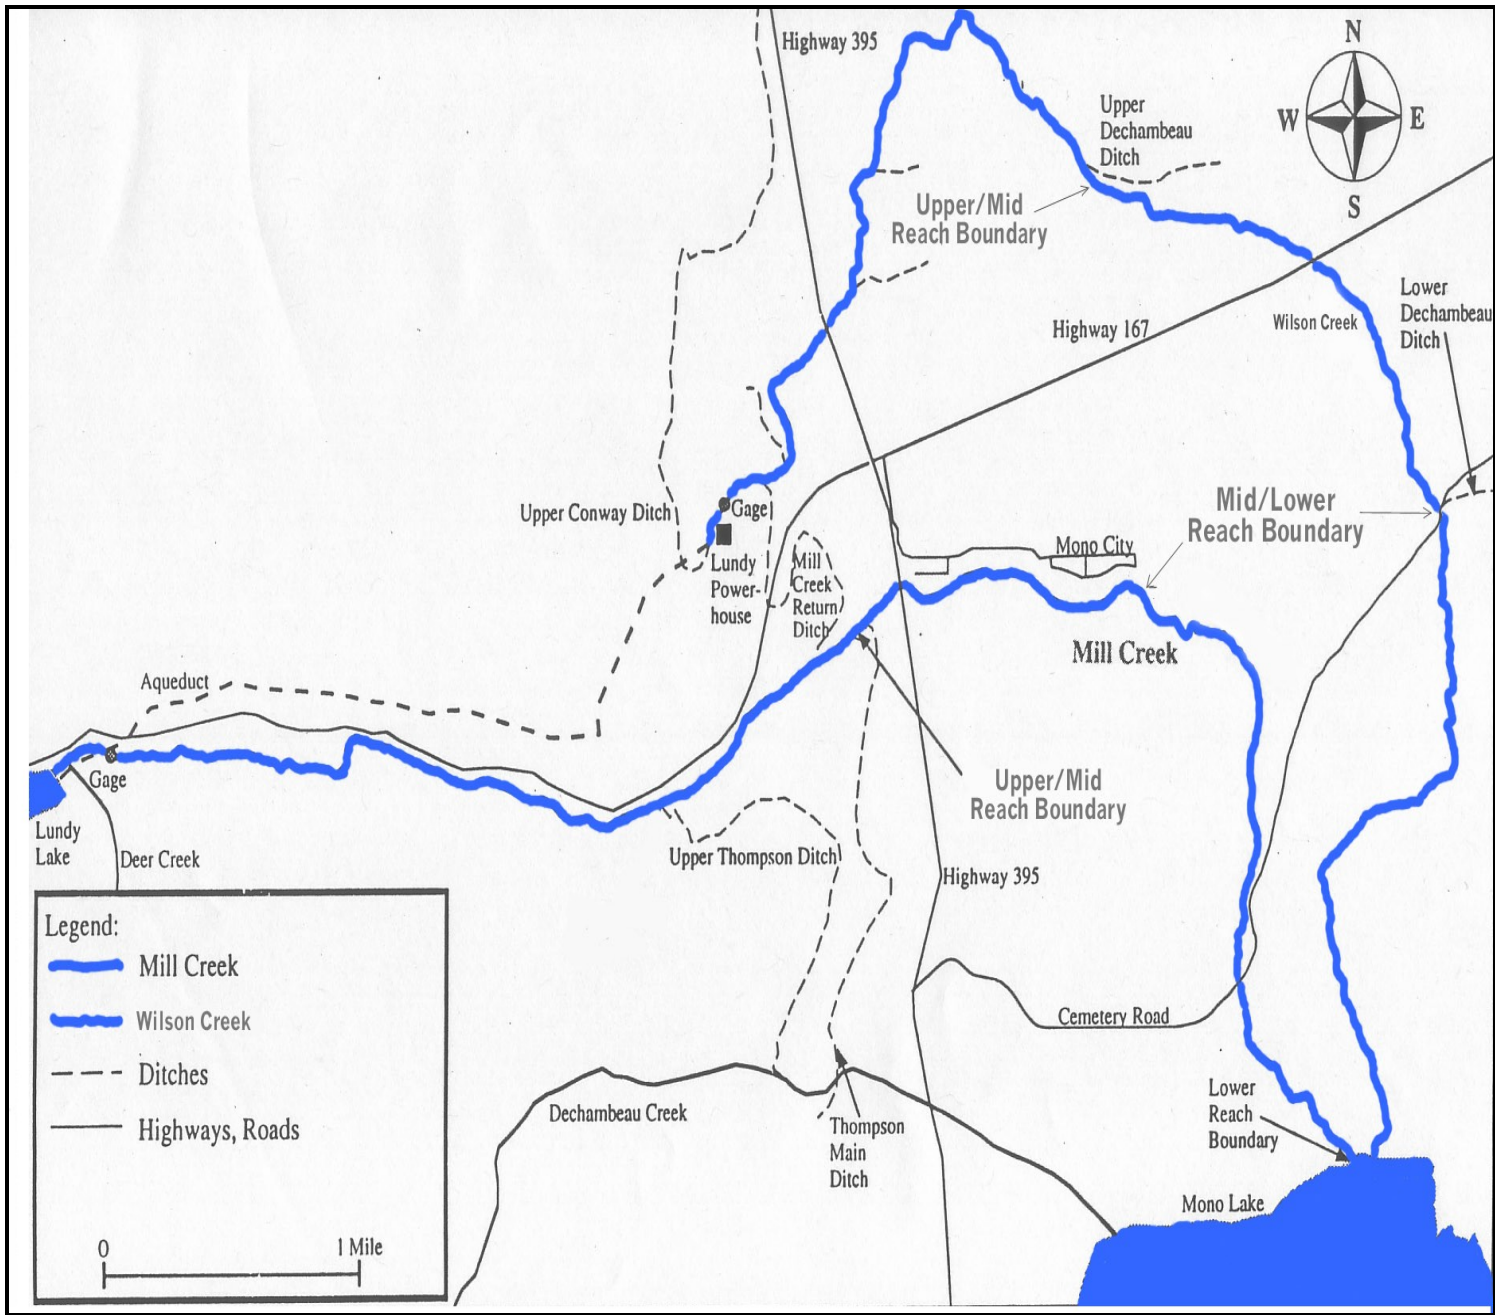 Highway 395
N
W
E
S
Upper
Dechambeau
Ditch
Upper/Mid
Reach Boundary
Lower
Dechambeau
Ditch
Wilson Creek
Highway 167
Upper Conway Ditch
Gage
Lundy
Power-
house
Mill
Creek
Return
Ditch
Mono City
Mid/Lower
Reach Boundary
Mill Creek
Aqueduct
Gage
Lundy
Lake
Deer Creek
Upper Thompson Ditch
Upper/Mid
Reach Boundary
Highway 395
Cemetery Road
Dechambeau Creek
Thompson
Main
Ditch
Lower
Reach
Boundary
Mono Lake
Legend:
Mill Creek
Wilson Creek
Ditches
Highways, Roads
0
1 Mile